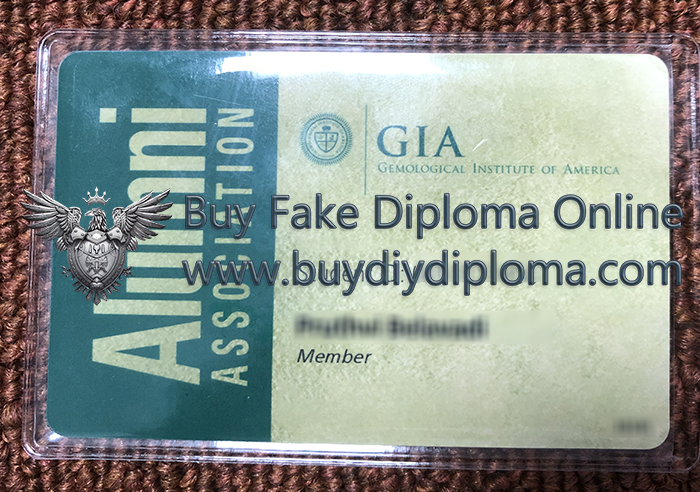 Alumni
ASSOCIATION
GIA
GEMOLOGICAL INSTITUTE OF AMERICA
Buy Fake Diploma Online
www.buydiydiploma.com
Member